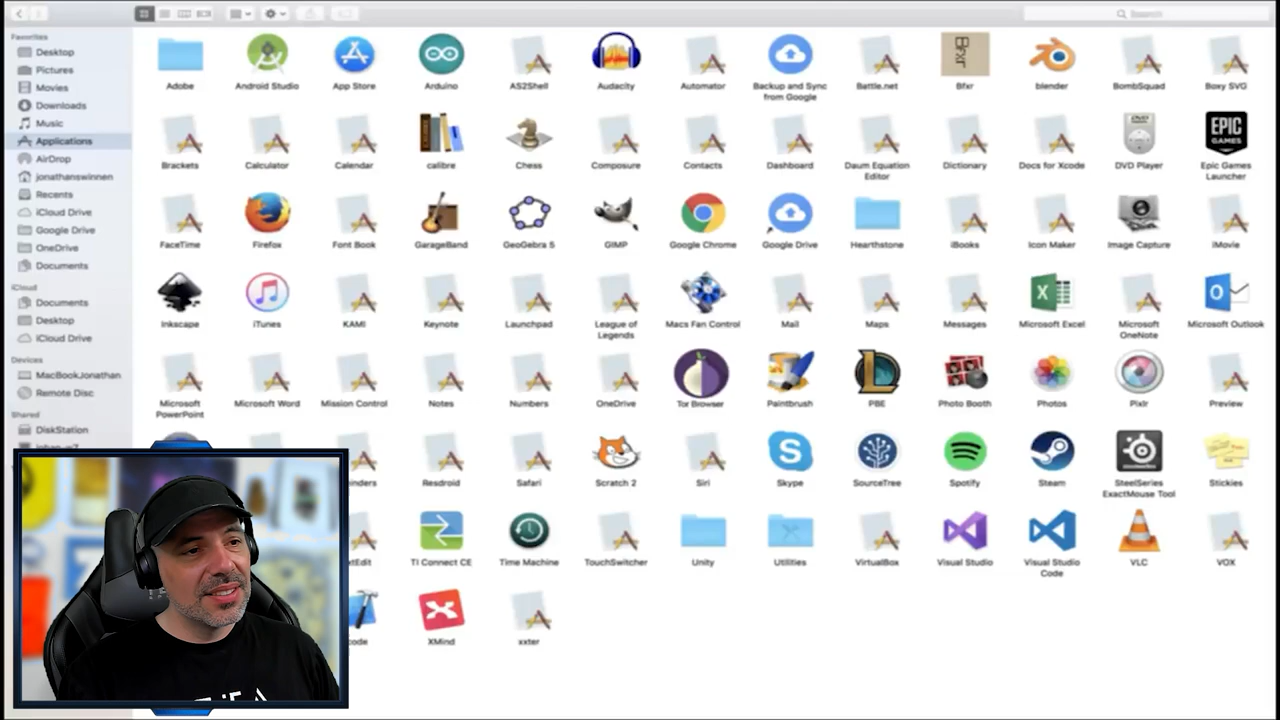 Search
Favorites
Desktop
Pictures
Movies
Downloads
Music
Applications
AirDrop
jonathanswinnen
Recents
iCloud Drive
Google Drive
OneDrive
Documents
iCloud
Documents
Desktop
iCloud Drive
Devices
MacBookJonathan
Remote Disc
Shared
DiskStation
Adobe
Android Studio
App Store
Arduino
AS2Shell
Audacity
Automator
Backup and Sync
from Google
Battle.net
Bfxr
Bfxr
blender
BombSquad
Boxy SVG
Brackets
Calculator
Calendar
calibre
Chess
Composure
Contacts
Dashboard
Daum Equation
Editor
Dictionary
Docs for Xcode
DVD
DVD Player
EPIC
GAMES
Epic Games
Launcher
FaceTime
Firefox
Font Book
GarageBand
GeoGebra 5
GIMP
Google Chrome
Google Drive
Hearthstone
iBooks
Icon Maker
Image Capture
iMovie
Inkscape
iTunes
KAMI
Keynote
Launchpad
League of
Legends
Macs Fan Control
Mail
Maps
Messages
Microsoft Excel
Microsoft
OneNote
Microsoft Outlook
Microsoft
PowerPoint
Microsoft Word
Mission Control
Notes
Numbers
OneDrive
Tor Browser
Paintbrush
PBE
Photo Booth
Photos
Pixlr
Preview
inders
Resdroid
Safari
Scratch 2
Siri
Skype
SourceTree
Spotify
Steam
SteelSeries
ExactMouse Tool
Stickies
xtEdit
TI Connect CE
Time Machine
TouchSwitcher
Unity
Utilities
VirtualBox
Visual Studio
Visual Studio
Code
VLC
VOX
code
XMind
xxter